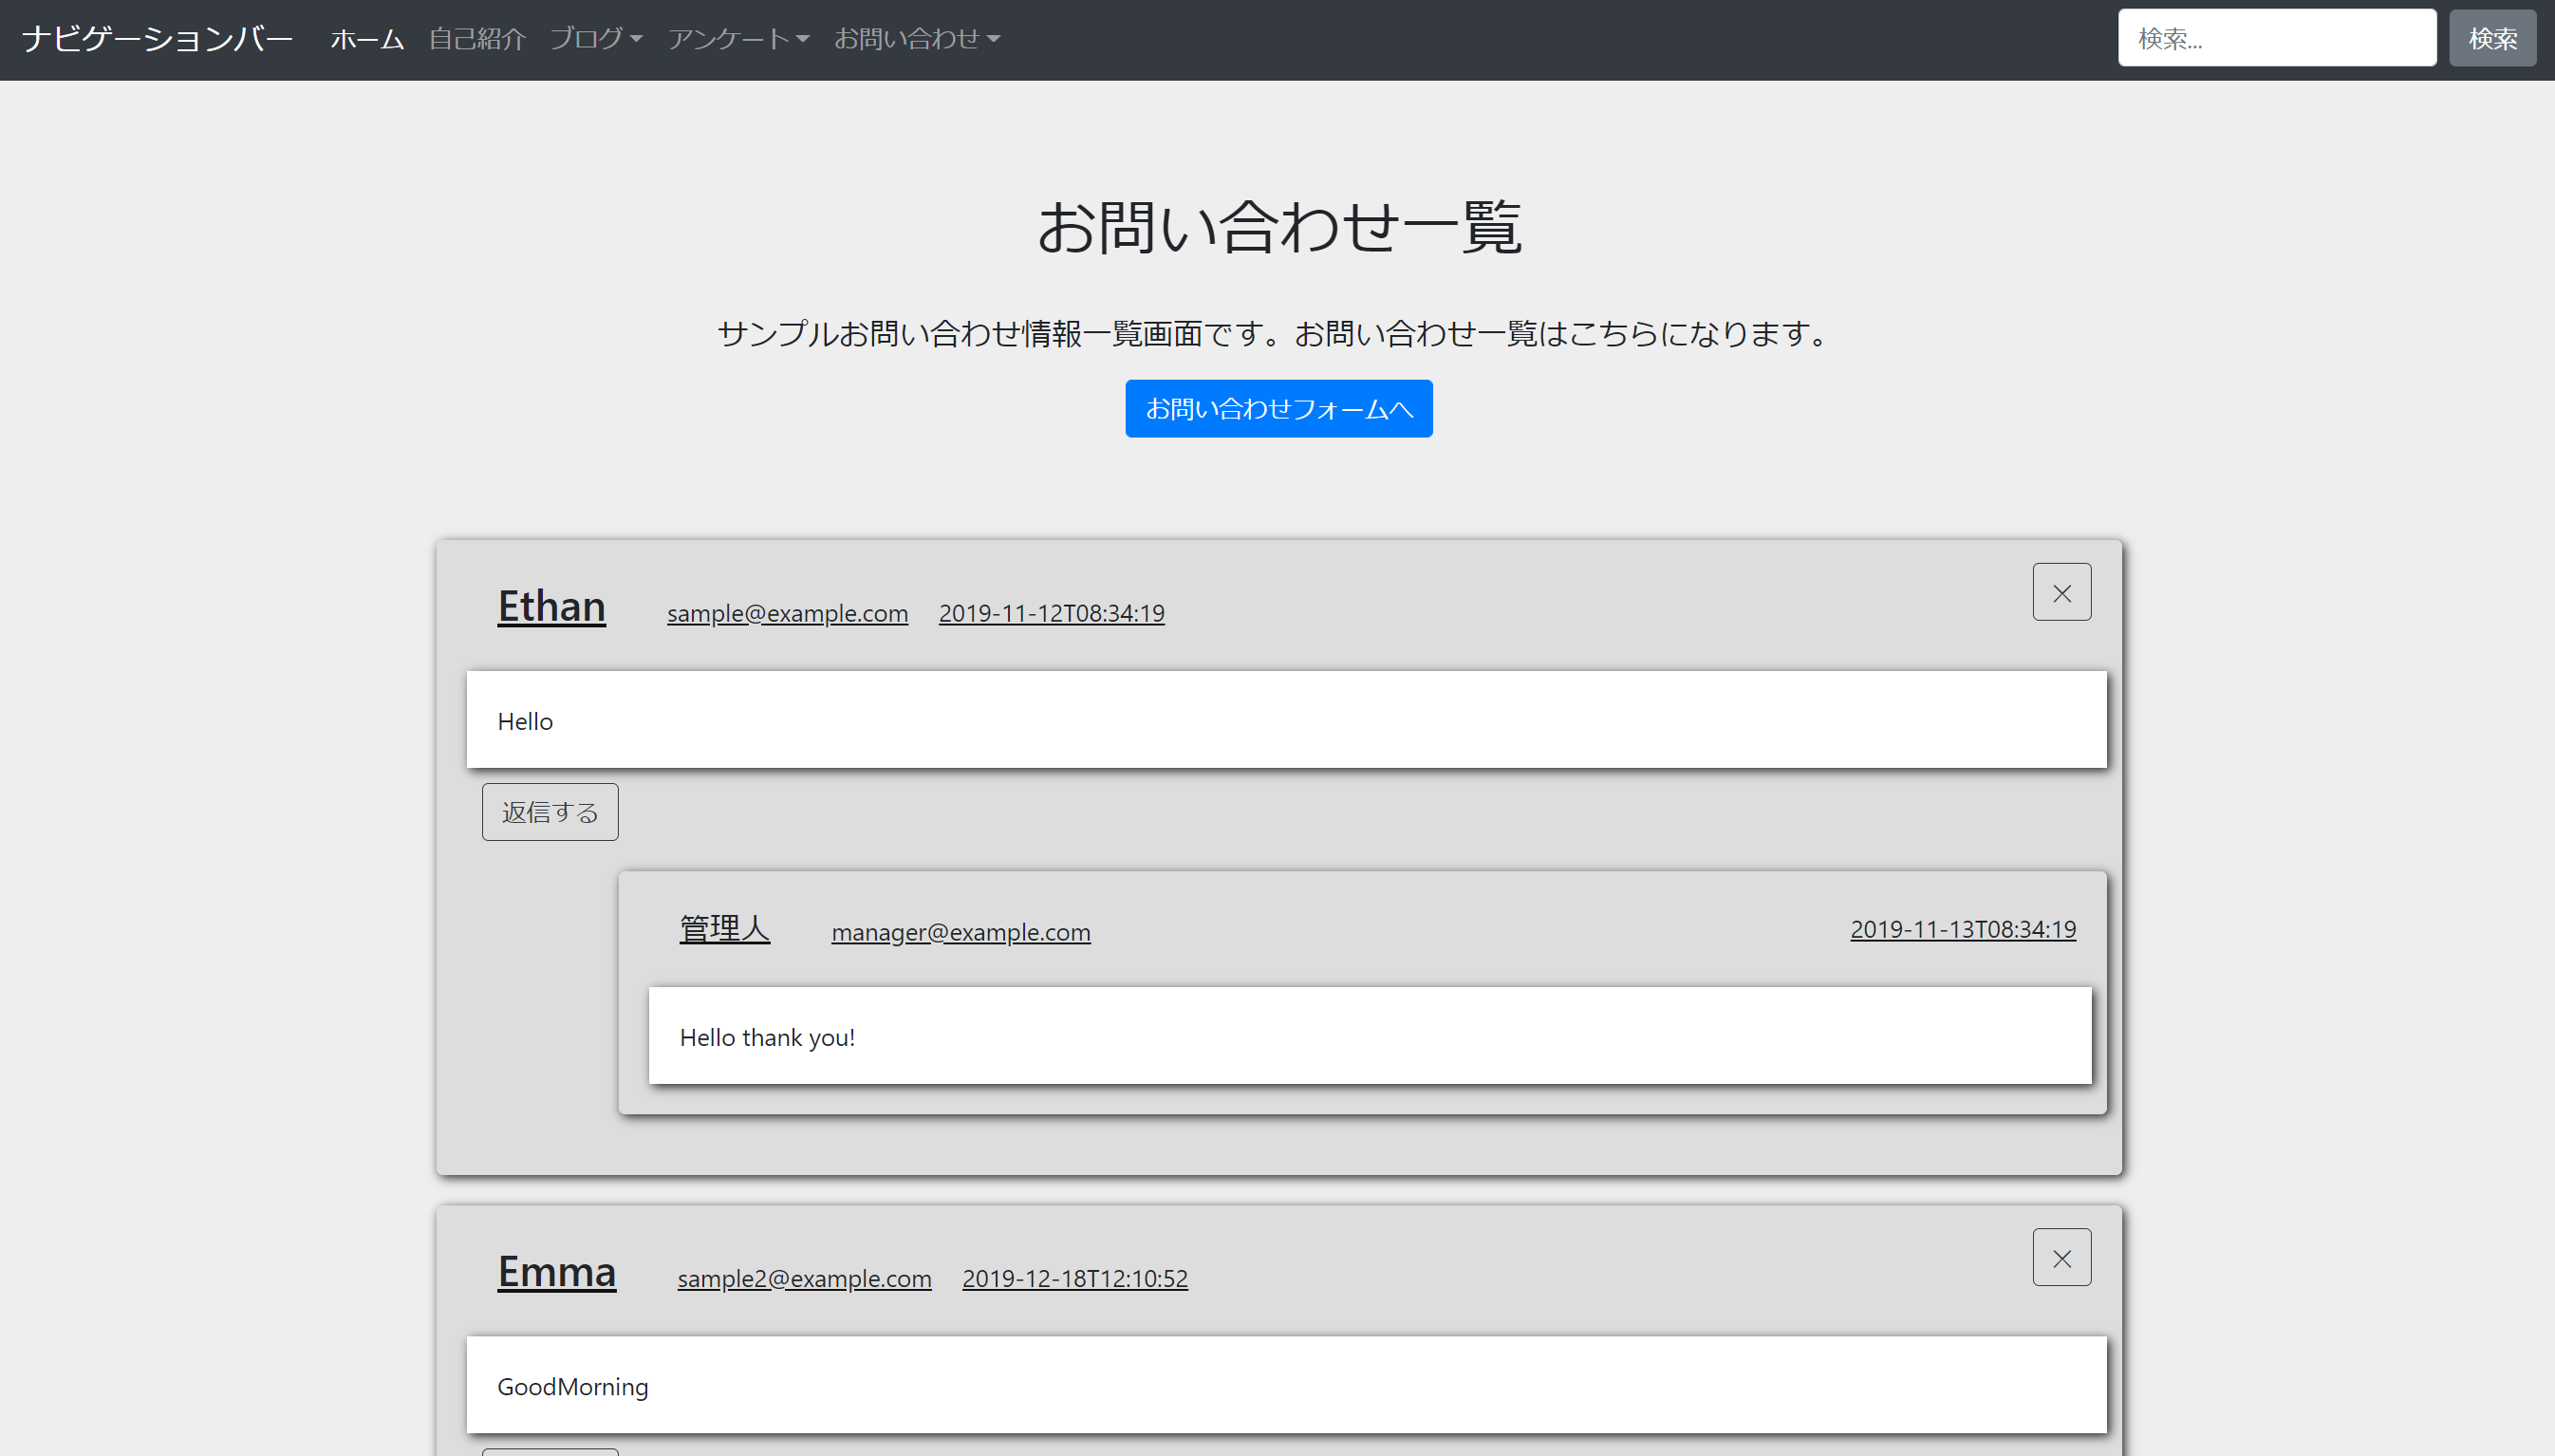 ナビゲーションバー ホーム 自己紹介 ブログ アンケート お問い合わせ 検索... 検索
お問い合わせ一覧
サンプルお問い合わせ情報一覧画面です。お問い合わせ一覧はこちらになります。
お問い合わせフォームへ
Ethan sample@example.com 2019-11-12T08:34:19 ×
Hello
返信する
管理人 manager@example.com 2019-11-13T08:34:19
Hello thank you!
Emma sample2@example.com 2019-12-18T12:10:52 ×
GoodMorning